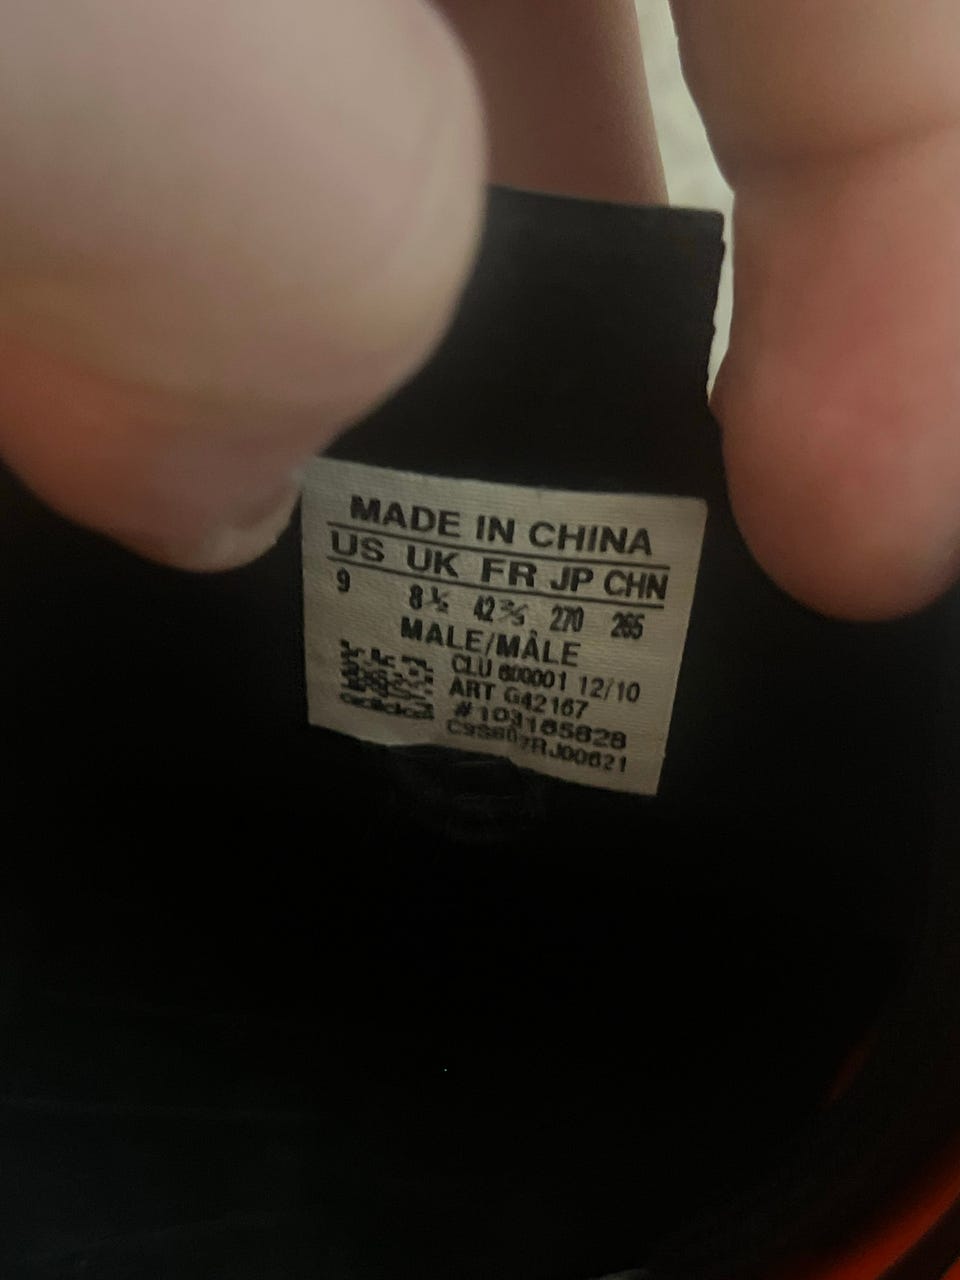 MADE IN CHINA
US UK FR JP CHN
9 8½ 42⅔ 270 265
MALE/MÂLE
CLU 600001 12/10
ART G42167
#103165828
adidas